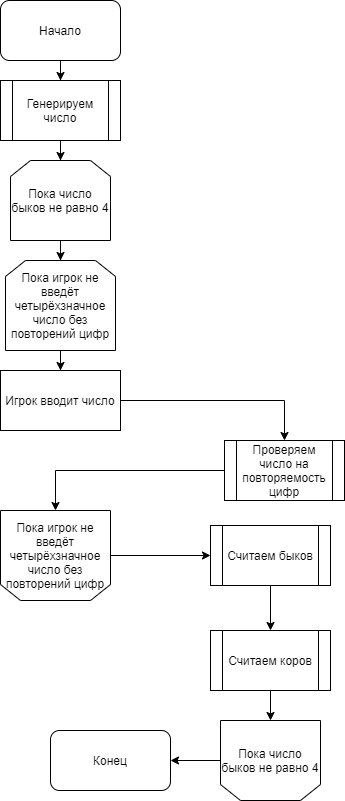 Начало
Генерируем
число
Пока число
быков не равно 4
Пока игрок не
введёт
четырёхзначное
число без
повторений цифр
Игрок вводит число
Проверяем
число на
повторяемость
цифр
Пока игрок не
введёт
четырёхзначное
число без
повторений цифр
Считаем быков
Считаем коров
Пока число
быков не равно 4
Конец